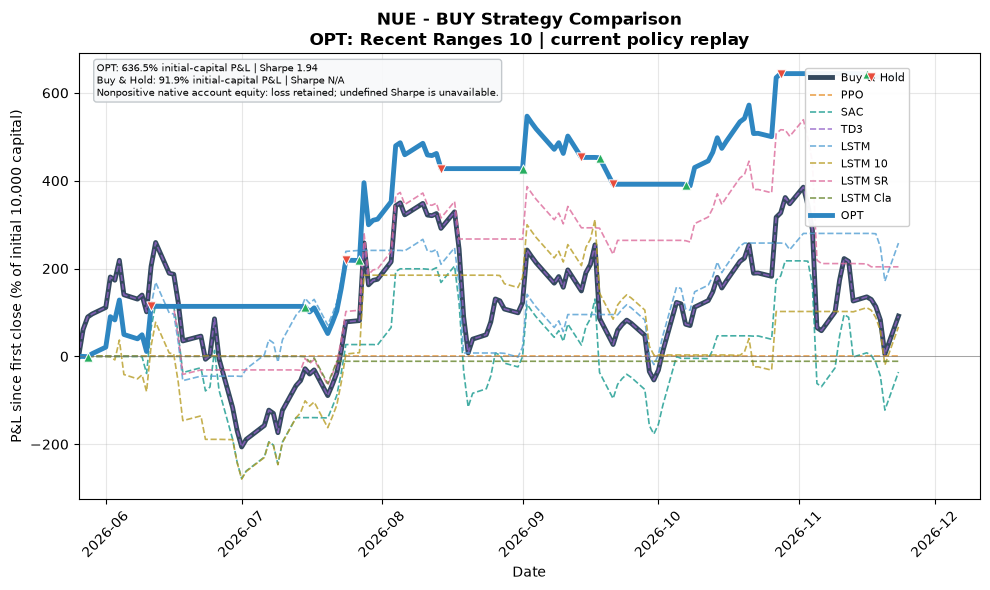 NUE - BUY Strategy Comparison
OPT: Recent Ranges 10 | current policy replay
OPT: 636.5% initial-capital P&L | Sharpe 1.94
Buy & Hold: 91.9% initial-capital P&L | Sharpe N/A
Nonpositive native account equity: loss retained; undefined Sharpe is unavailable.
Buy & Hold
PPO
SAC
TD3
LSTM
LSTM 10
LSTM SR
LSTM Cla
OPT
P&L since first close (% of initial 10,000 capital)
600
400
200
0
−200
2026-06
2026-07
2026-08
2026-09
2026-10
2026-11
2026-12
Date